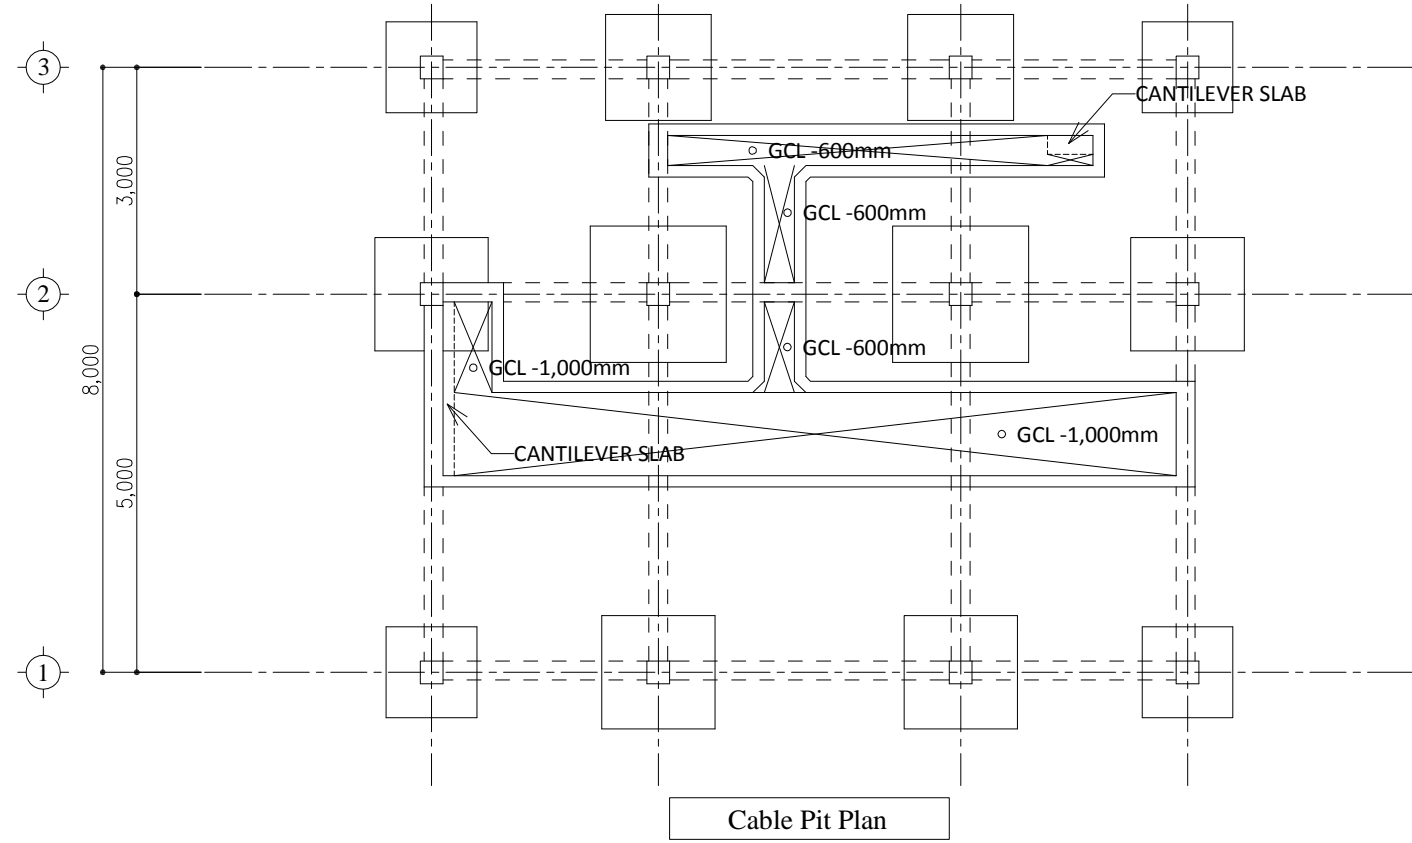 3
CANTILEVER SLAB
GCL -600mm
3,000
GCL -600mm
2
GCL -600mm
8,000
GCL -1,000mm
GCL -1,000mm
CANTILEVER SLAB
5,000
1
Cable Pit Plan